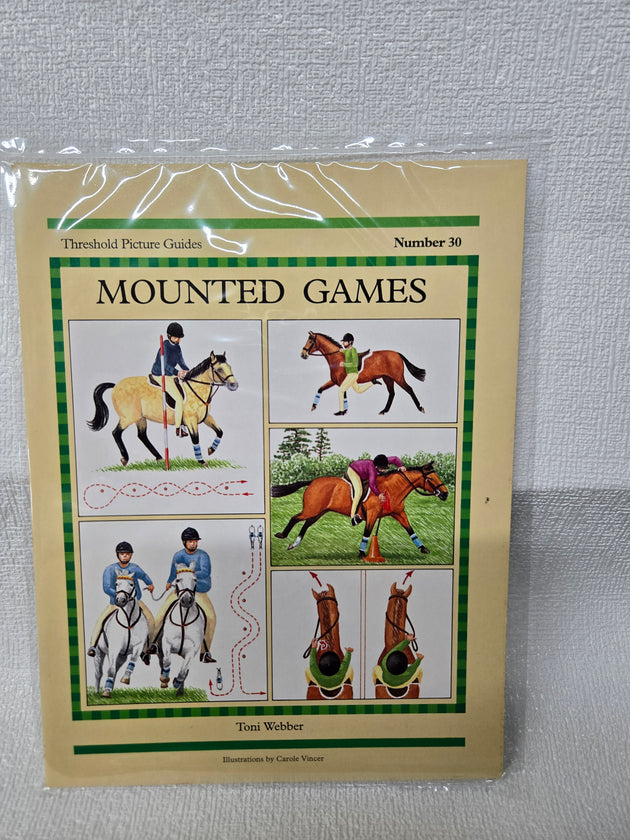 Threshold Picture Guides
Number 30
MOUNTED GAMES
Toni Webber
Illustrations by Carole Vincer